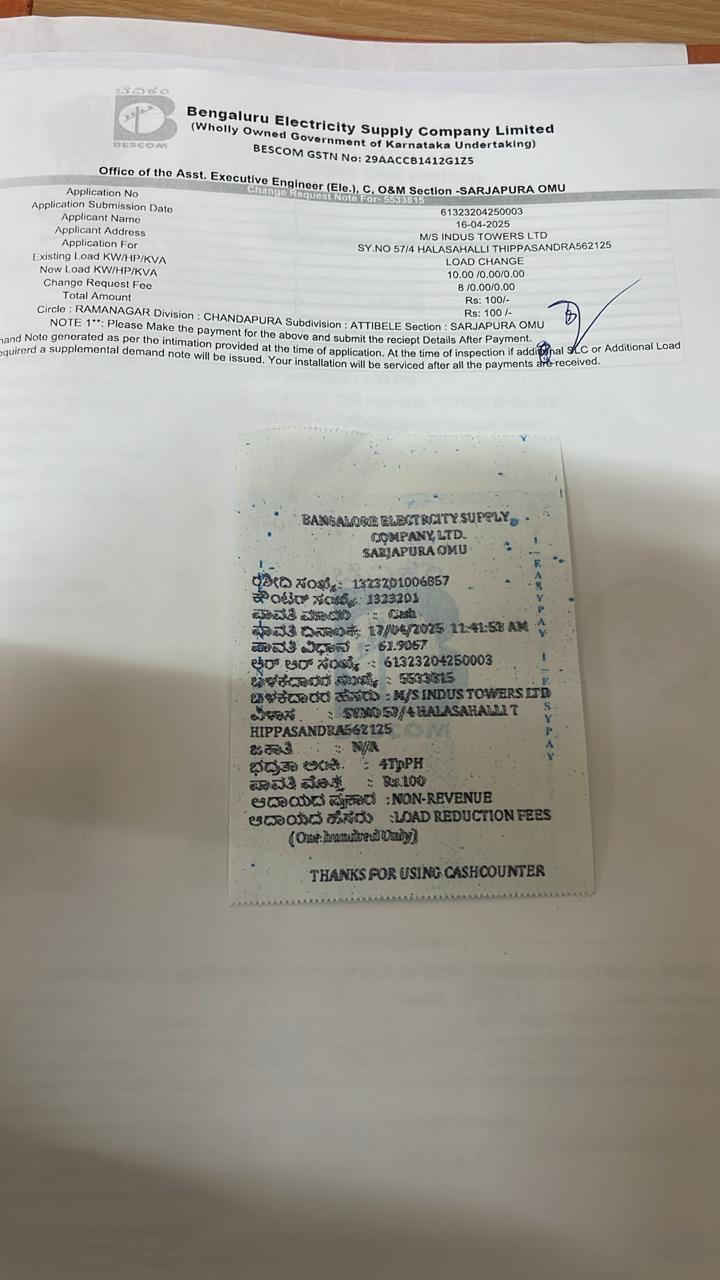 ಬೆವಿಕಂ
BESCOM
Bengaluru Electricity Supply Company Limited
(Wholly Owned Government of Karnataka Undertaking)
BESCOM GSTN No: 29AACCB1412G1Z5
Office of the Asst. Executive Engineer (Ele.), C, O&M Section -SARJAPURA OMU
Change Request Note For- 5533815
Application No 61323204250003
Application Submission Date 16-04-2025
Applicant Name M/S INDUS TOWERS LTD
Applicant Address SY.NO 57/4 HALASAHALLI THIPPASANDRA562125
Application For LOAD CHANGE
Existing Load KW/HP/KVA 10.00 /0.00/0.00
New Load KW/HP/KVA 8 /0.00/0.00
Change Request Fee Rs: 100/-
Total Amount Rs: 100 /-
Circle : RAMANAGAR Division : CHANDAPURA Subdivision : ATTIBELE Section : SARJAPURA OMU
NOTE 1**: Please Make the payment for the above and submit the reciept Details After Payment.
nand Note generated as per the intimation provided at the time of application. At the time of inspection if additional SLC or Additional Load
equirerd a supplemental demand note will be issued. Your installation will be serviced after all the payments are received.
BANGALORE ELECTRCITY SUPPLY
COMPANY, LTD.
SARJAPURA OMU
ರಶೀದಿ ಸಂಖ್ಯೆ : 1323201006857
ಕೌಂಟರ್ ಸಂಖ್ಯೆ : 1323201
ಪಾವತಿ ಮಾದರಿ : Cash
ಪಾವತಿ ದಿನಾಂಕ : 17/04/2025 11:41:53 AM
ಪಾವತಿ ವಿಧಾನ : 61.9067
ಆರ್ ಆರ್ ಸಂಖ್ಯೆ : 61323204250003
ಬಳಕೆದಾರರ ಸಂಖ್ಯೆ : 5533815
ಬಳಕೆದಾರರ ಹೆಸರು : M/S INDUS TOWERS LTD
ವಿಳಾಸ : SY.NO 57/4 HALASAHALLI T
HIPPASANDRA562125
ಜಕಾತಿ : N/A
ಭದ್ರತಾ ಅಂಕಿ : 4TpPH
ಪಾವತಿ ಮೊತ್ತ : Rs.100
ಆದಾಯದ ಪ್ರಕಾರ : NON-REVENUE
ಆದಾಯದ ಹೆಸರು :LOAD REDUCTION FEES
(One hundred Only)
THANKS FOR USING CASHCOUNTER
EASYPAY